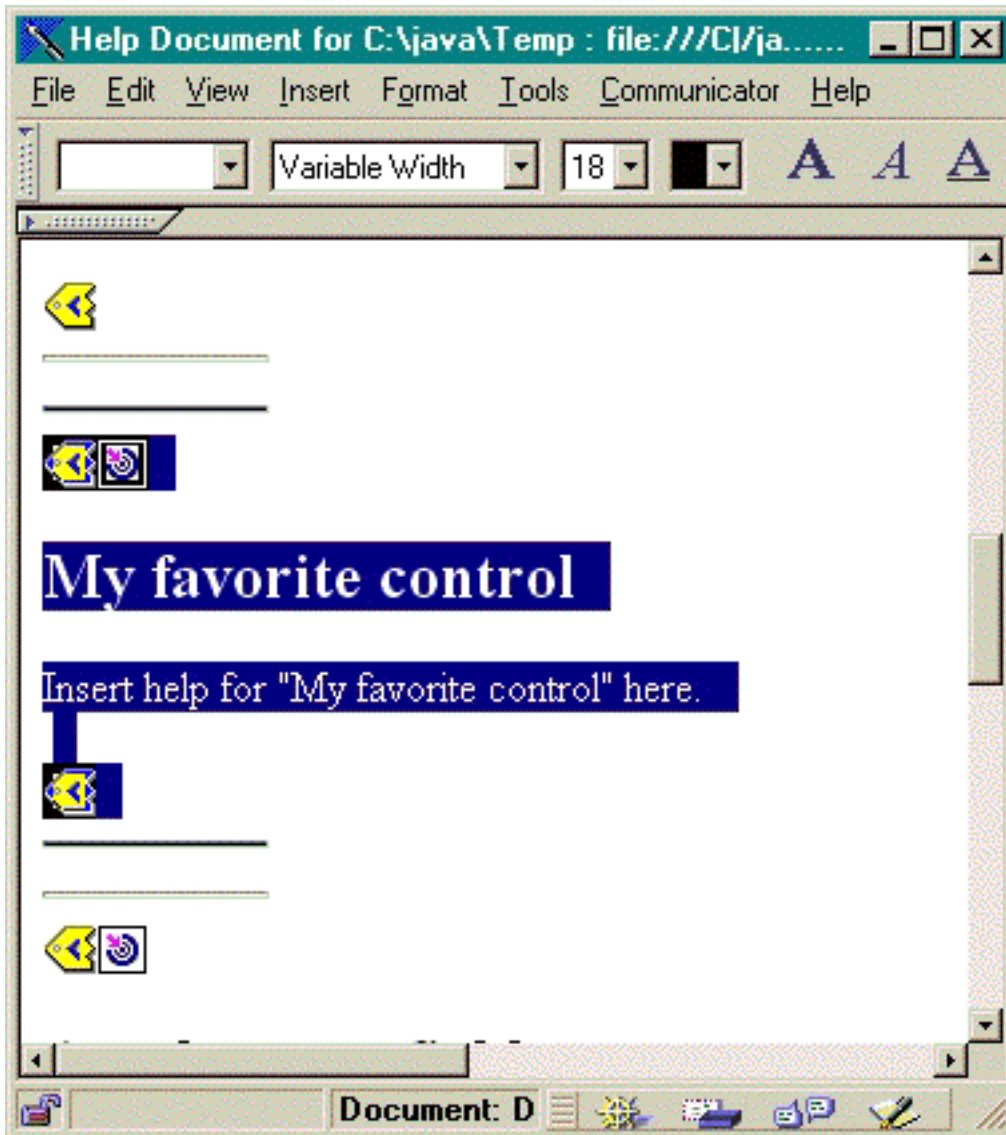 Help Document for C:\java\Temp : file:///C|/ja......
File Edit View Insert Format Tools Communicator Help
Variable Width 18 A A A
My favorite control
Insert help for "My favorite control" here.
Document: D